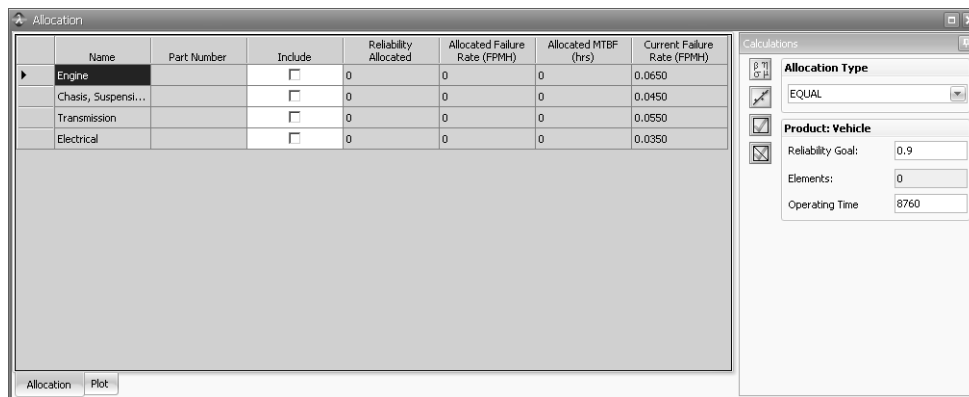 Allocation
Name Part Number Include Reliability Allocated Allocated Failure Rate (FPMH) Allocated MTBF (hrs) Current Failure Rate (FPMH)
Engine 0 0 0 0.0650
Chasis, Suspensi... 0 0 0 0.0450
Transmission 0 0 0 0.0550
Electrical 0 0 0 0.0350
Allocation Plot
Calculations
β η
σ μ
Allocation Type
EQUAL
Product: Vehicle
Reliability Goal: 0.9
Elements: 0
Operating Time 8760